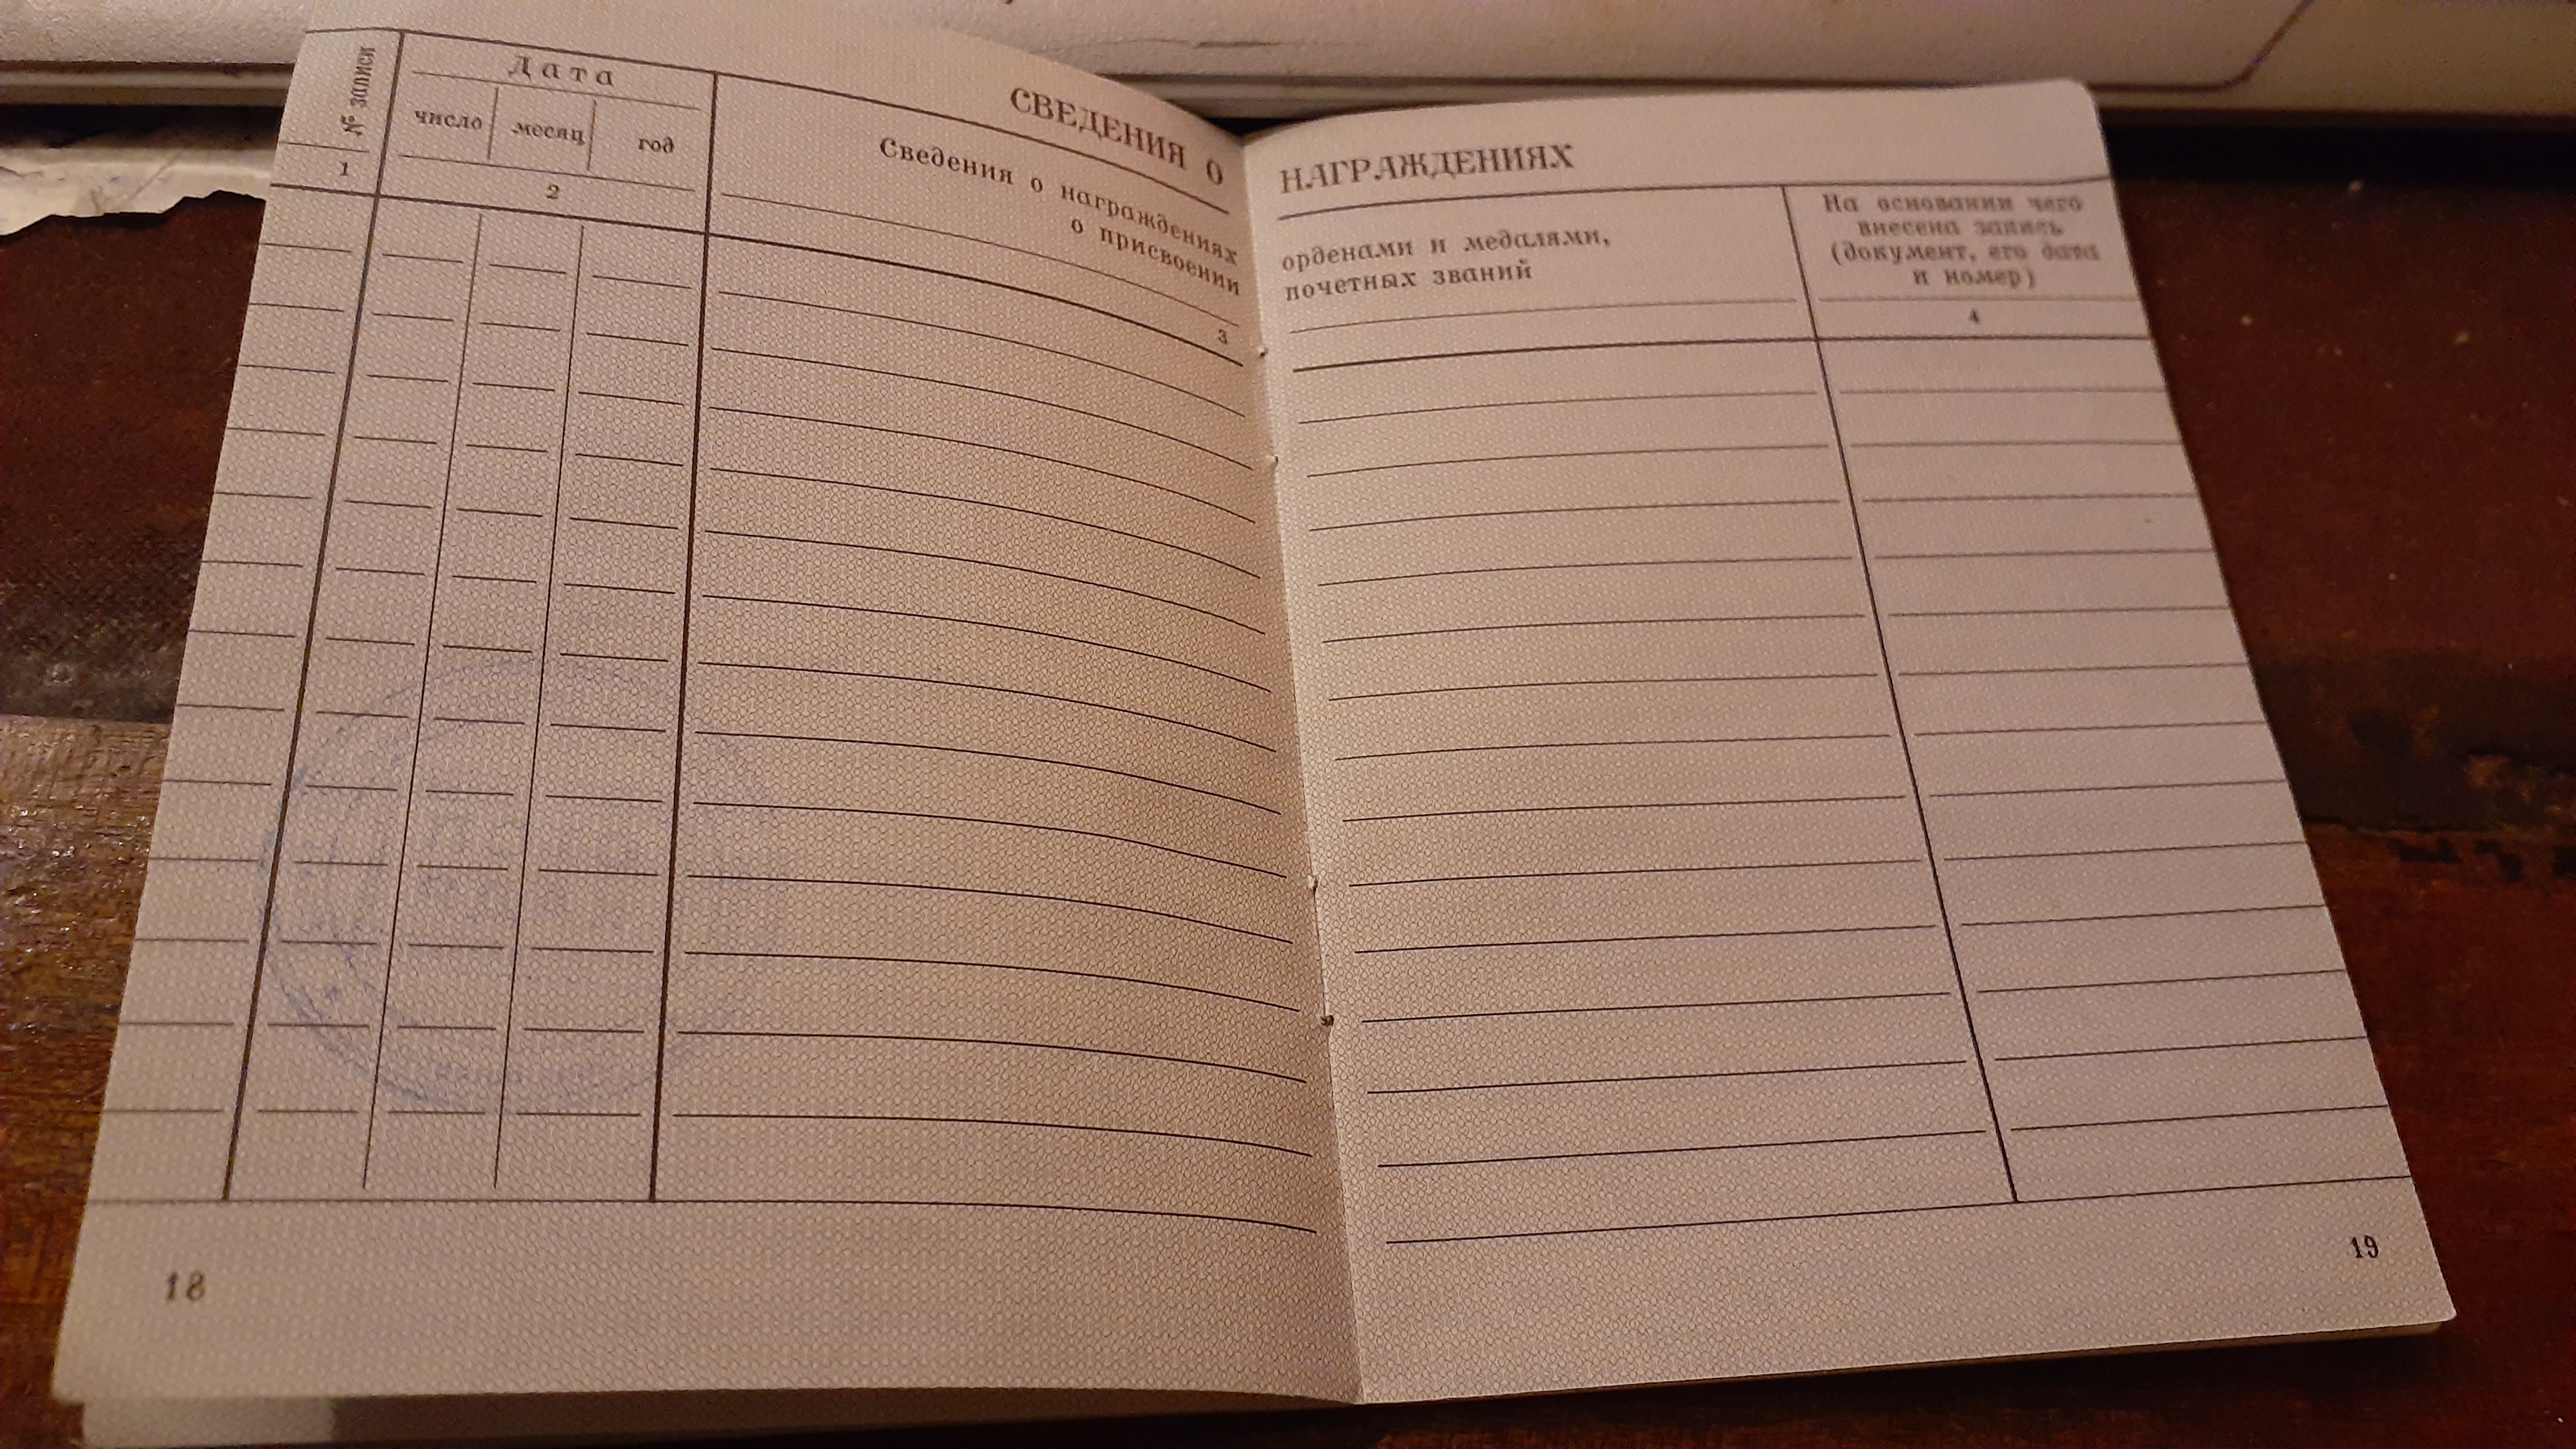 СВЕДЕНИЯ О НАГРАЖДЕНИЯХ
№ записи
Дата
число месяц год
Сведения о награждениях орденами и медалями,
о присвоении почетных званий
На основании чего
внесена запись
(документ, его дата
и номер)
1 2 3 4
18
19